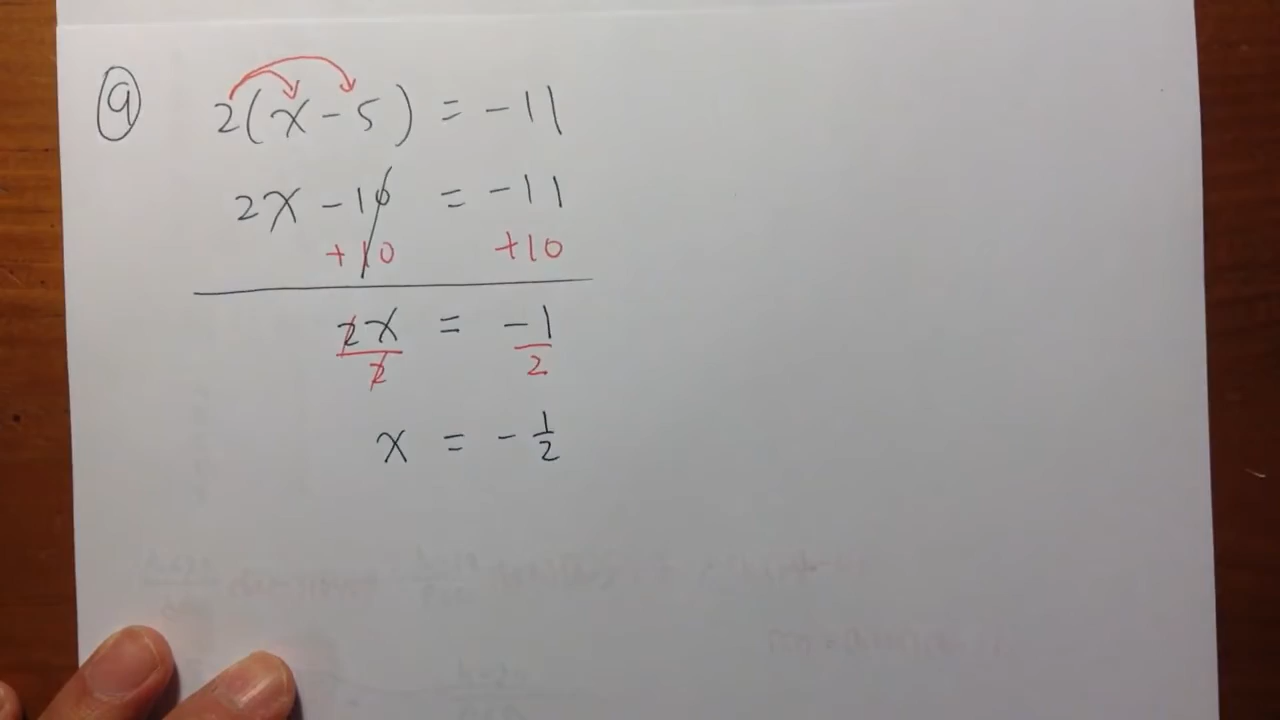 ⑨ 2(x - 5) = -11
2x - 10 = -11
+10 +10
2x/2 = -1/2
x = -1/2